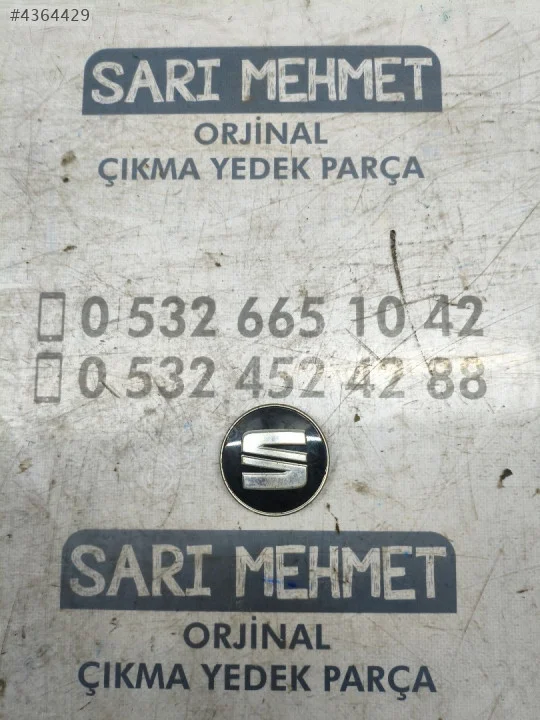 #4364429
SARI MEHMET
ORJİNAL
ÇIKMA YEDEK PARÇA
0 532 665 10 42
0 532 452 42 88
SARI MEHMET
ORJİNAL
ÇIKMA YEDEK PARÇA